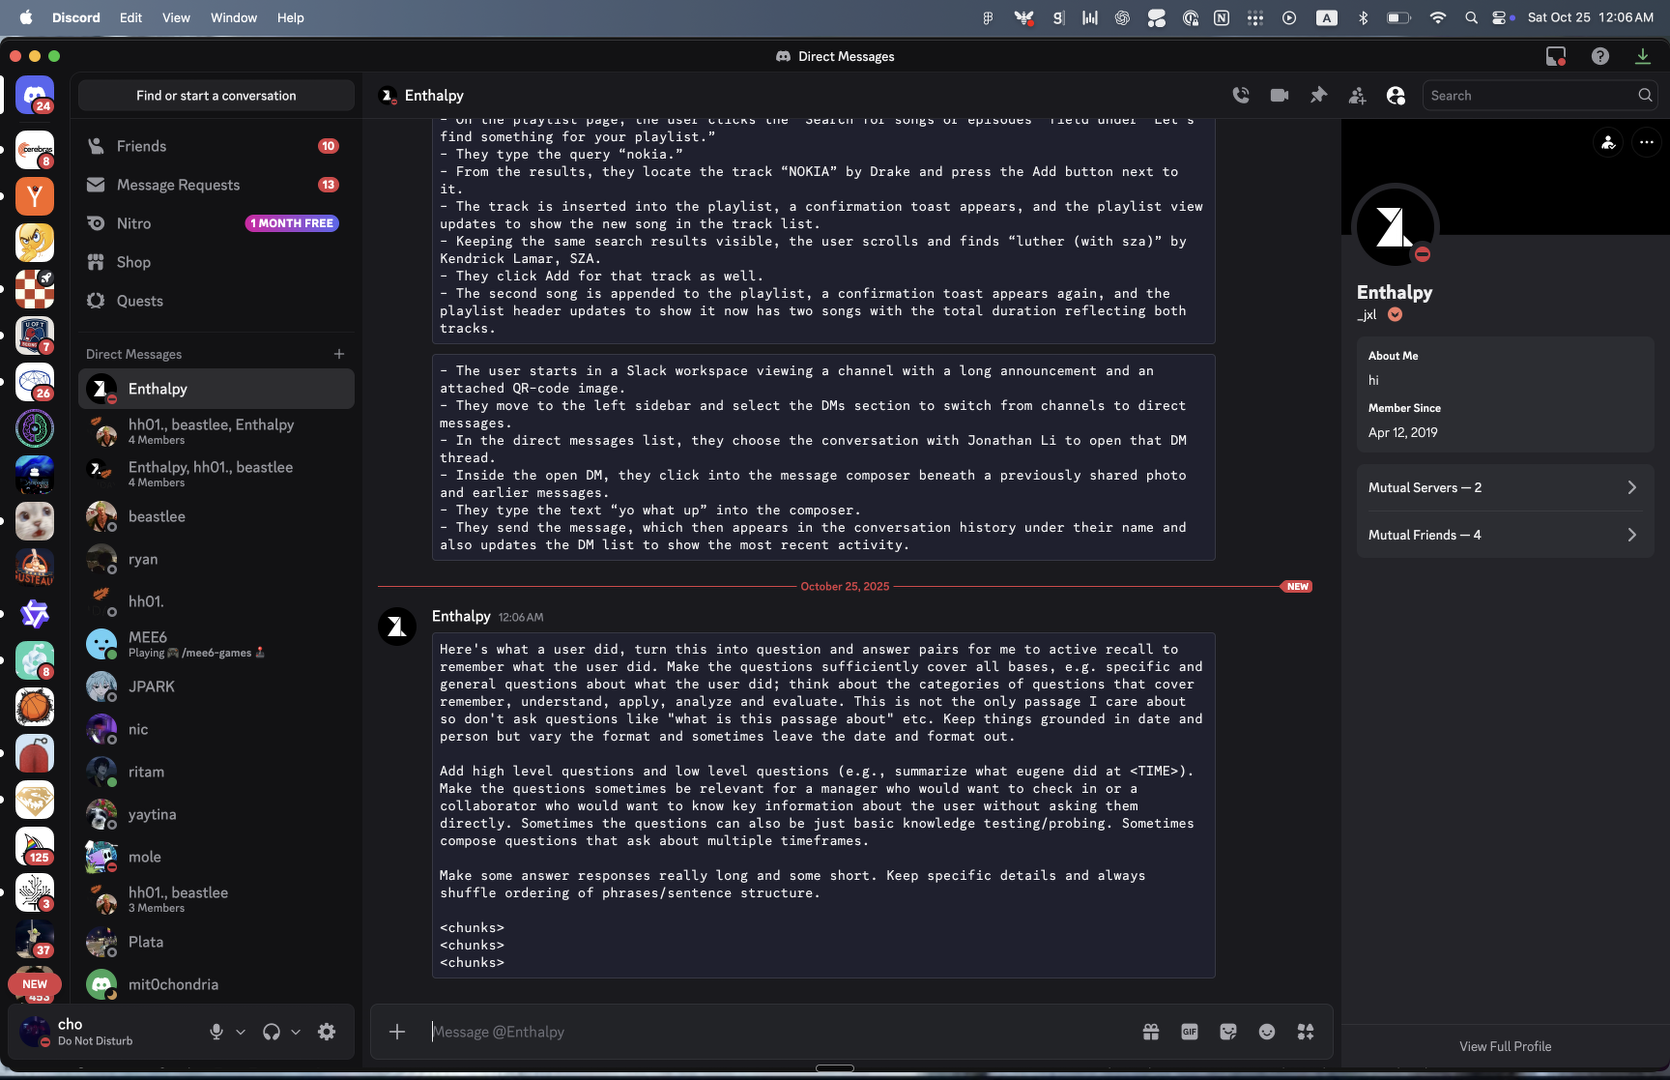 Discord
Edit
View
Window
Help
A
Sat Oct 25 12:06 AM
Direct Messages
Find or start a conversation
Friends
10
Message Requests
13
Nitro
1 MONTH FREE
Shop
Quests
Direct Messages
Enthalpy
hh01., beastlee, Enthalpy
4 Members
Enthalpy, hh01., beastlee
4 Members
beastlee
ryan
hh01.
MEE6
Playing 🎮 /mee6-games 🕹️
JPARK
nic
ritam
yaytina
mole
hh01., beastlee
3 Members
Plata
mit0chondria
24
cerebras
8
7
26
8
125
3
37
NEW
453
cho
Do Not Disturb
Enthalpy
Search
- On the playlist page, the user clicks the “Search for songs or episodes” field under “Let’s
find something for your playlist.”
- They type the query “nokia.”
- From the results, they locate the track “NOKIA” by Drake and press the Add button next to
it.
- The track is inserted into the playlist, a confirmation toast appears, and the playlist view
updates to show the new song in the track list.
- Keeping the same search results visible, the user scrolls and finds “luther (with sza)” by
Kendrick Lamar, SZA.
- They click Add for that track as well.
- The second song is appended to the playlist, a confirmation toast appears again, and the
playlist header updates to show it now has two songs with the total duration reflecting both
tracks.
- The user starts in a Slack workspace viewing a channel with a long announcement and an
attached QR-code image.
- They move to the left sidebar and select the DMs section to switch from channels to direct
messages.
- In the direct messages list, they choose the conversation with Jonathan Li to open that DM
thread.
- Inside the open DM, they click into the message composer beneath a previously shared photo
and earlier messages.
- They type the text “yo what up” into the composer.
- They send the message, which then appears in the conversation history under their name and
also updates the DM list to show the most recent activity.
October 25, 2025
NEW
Enthalpy 12:06 AM
Here's what a user did, turn this into question and answer pairs for me to active recall to
remember what the user did. Make the questions sufficiently cover all bases, e.g. specific and
general questions about what the user did; think about the categories of questions that cover
remember, understand, apply, analyze and evaluate. This is not the only passage I care about
so don't ask questions like "what is this passage about" etc. Keep things grounded in date and
person but vary the format and sometimes leave the date and format out.
Add high level questions and low level questions (e.g., summarize what eugene did at <TIME>).
Make the questions sometimes be relevant for a manager who would want to check in or a
collaborator who would want to know key information about the user without asking them
directly. Sometimes the questions can also be just basic knowledge testing/probing. Sometimes
compose questions that ask about multiple timeframes.
Make some answer responses really long and some short. Keep specific details and always
shuffle ordering of phrases/sentence structure.
<chunks>
<chunks>
<chunks>
Message @Enthalpy
GIF
Enthalpy
_jxl
About Me
hi
Member Since
Apr 12, 2019
Mutual Servers — 2
Mutual Friends — 4
View Full Profile